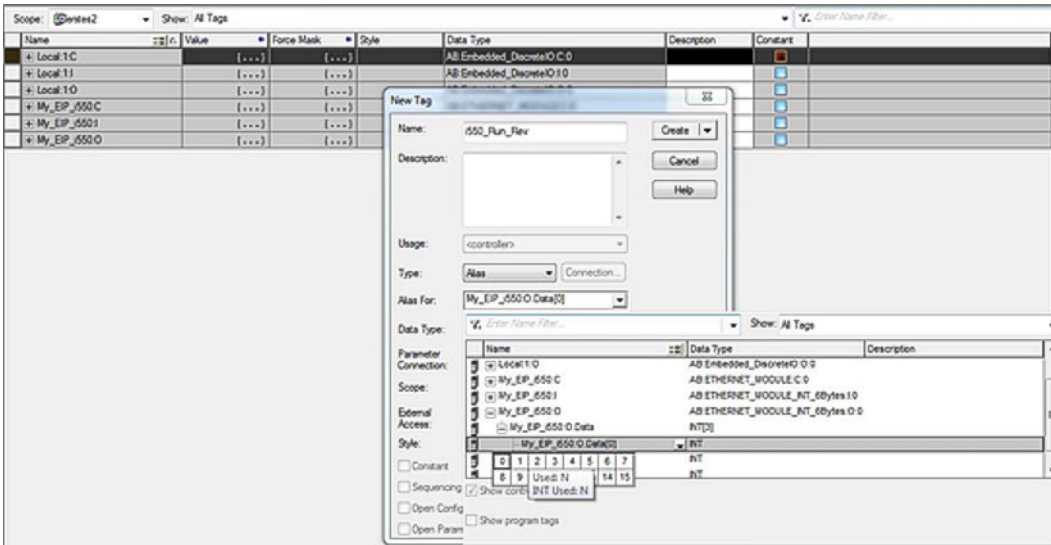 Scope: Clentes2 Show: All Tags Enter Name Filter...
Name Value Force Mask Style Data Type Description Constant
+ Local:1:C {...} {...} AB:Embedded_DiscreteIO:C:0
+ Local:1:I {...} {...} AB:Embedded_DiscreteIO:I:0
+ Local:1:O {...} {...}
+ My_EIP_i550:C {...} {...}
+ My_EIP_i550:I {...} {...}
+ My_EIP_i550:O {...} {...}
New Tag
Name: i550_Run_Rev Create
Description: Cancel
Help
Usage: <controller>
Type: Alias Connection...
Alias For: My_EIP_i550:O.Data[0]
Data Type: Enter Name Filter... Show: All Tags
Parameter Connection:
Name Data Type Description
+ Local:1:O AB:Embedded_DiscreteIO:O:0
+ My_EIP_i550:C AB:ETHERNET_MODULE:C:0
Scope:
+ My_EIP_i550:I AB:ETHERNET_MODULE_INT_6Bytes:I:0
External Access:
- My_EIP_i550:O AB:ETHERNET_MODULE_INT_6Bytes:O:0
- My_EIP_i550:O.Data INT[3]
Style:
My_EIP_i550:O.Data[0] INT
0 1 2 3 4 5 6 7 INT
Constant
8 9 14 15 INT
Used: N
INT Used: N
Sequencing Show contr
Open Config
Show program tags
Open Param